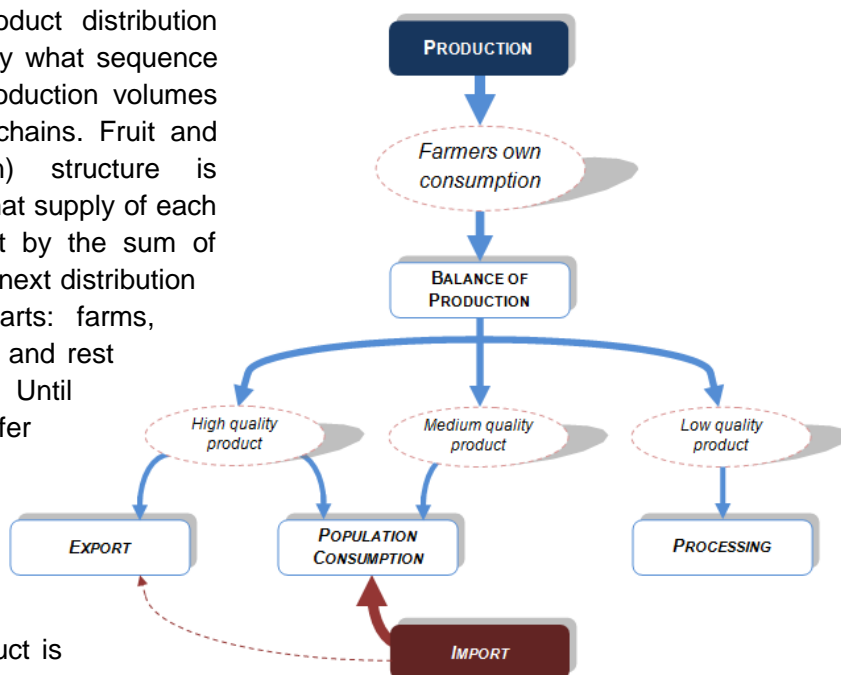 oduct distribution
y what sequence
oduction volumes
chains. Fruit and
n) structure is
hat supply of each
t by the sum of
next distribution
arts: farms,
and rest
Until
fer
uct is
PRODUCTION
Farmers own
consumption
BALANCE OF
PRODUCTION
High quality
product
Medium quality
product
Low quality
product
EXPORT
POPULATION
CONSUMPTION
PROCESSING
IMPORT